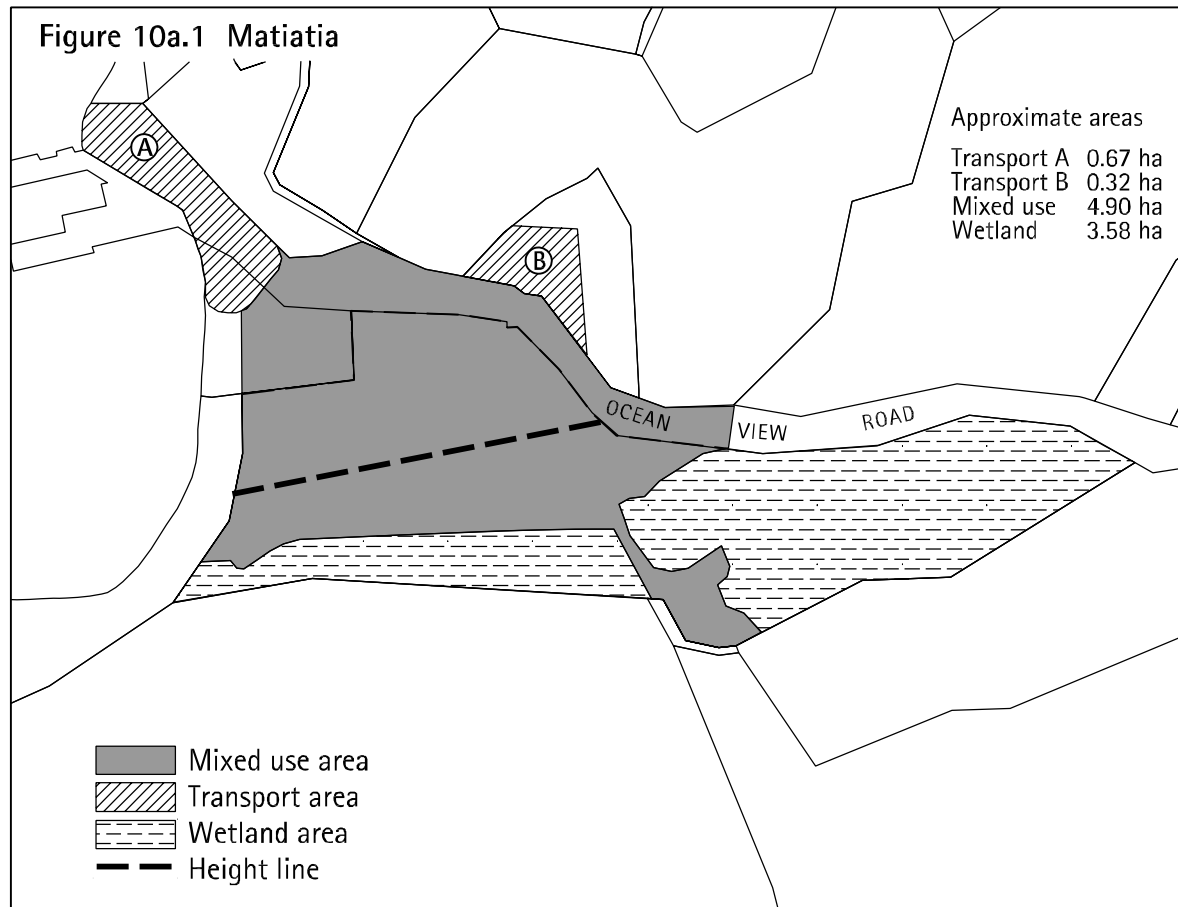 Figure 10a.1 Matiatia
Approximate areas
Transport A 0.67 ha
Transport B 0.32 ha
Mixed use 4.90 ha
Wetland 3.58 ha
A
B
OCEAN VIEW ROAD
Mixed use area
Transport area
Wetland area
Height line